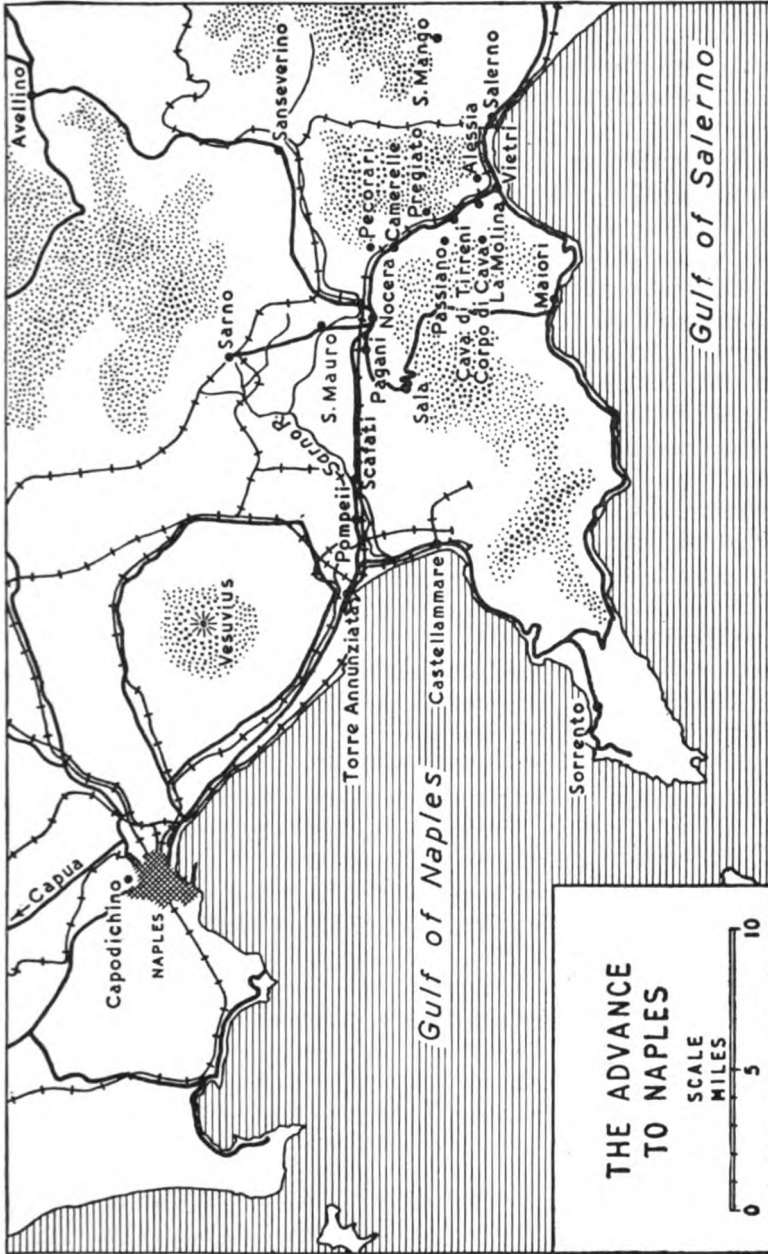 Avellino
Capua
Capodichino
NAPLES
Vesuvius
Sarno
Sanseverino
Sarno R.
S. Mauro
Pompeii
Torre Annunziata
Scafati
Pecorari
Pagani
Nocera
Camerelle
Pregiato
Sala
S. Mango
Gulf of Naples
Castellammare
Passiano
Cava di Tirreni
Alessia
Corpo di Cava
Salerno
La Molina
Vietri
Maiori
Sorrento
Gulf of Salerno
THE ADVANCE
TO NAPLES
SCALE
MILES
0 5 10